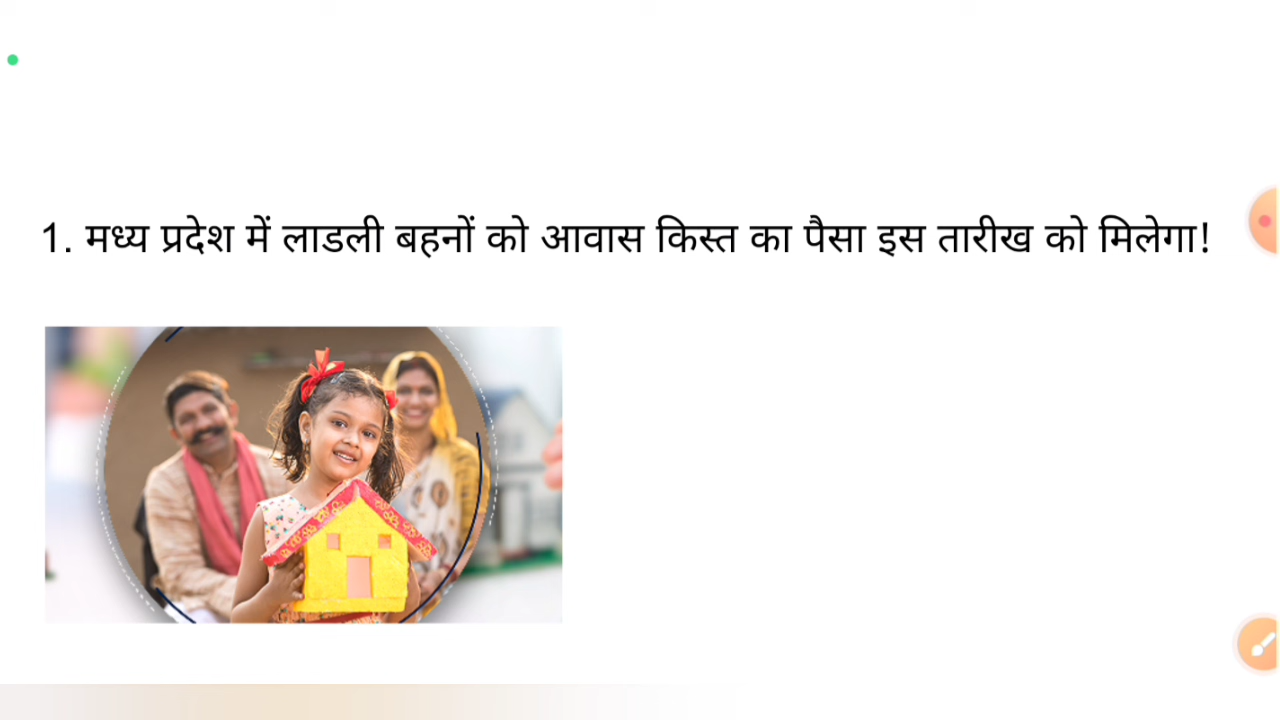 1. मध्य प्रदेश में लाडली बहनों को आवास किस्त का पैसा इस तारीख को मिलेगा!